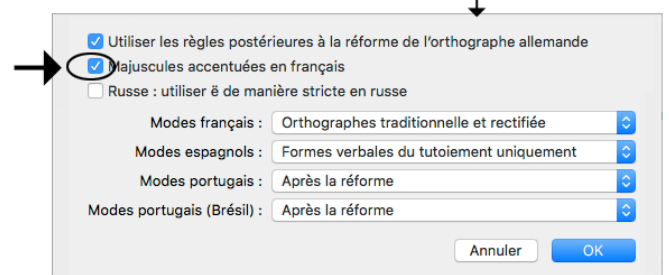 Utiliser les règles postérieures à la réforme de l'orthographe allemande
Majuscules accentuées en français
Russe : utiliser ë de manière stricte en russe
Modes français : Orthographes traditionnelle et rectifiée
Modes espagnols : Formes verbales du tutoiement uniquement
Modes portugais : Après la réforme
Modes portugais (Brésil) : Après la réforme
Annuler OK